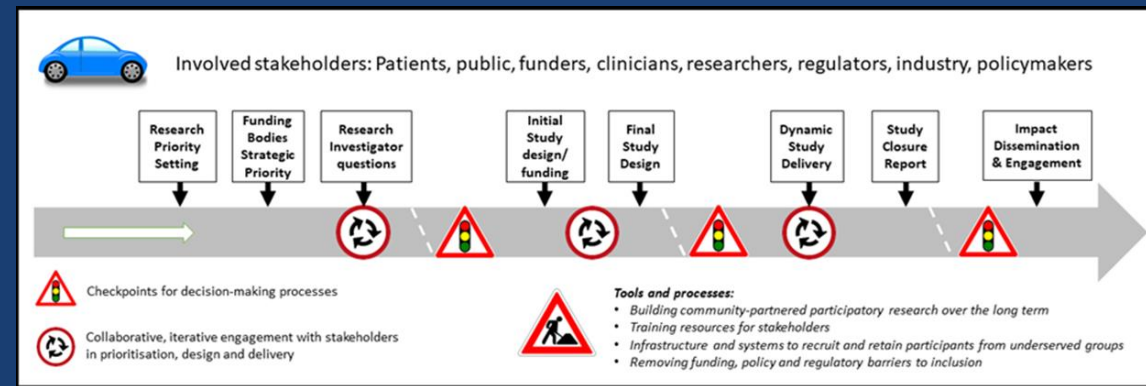 Involved stakeholders: Patients, public, funders, clinicians, researchers, regulators, industry, policymakers
Research
Priority
Setting
Funding
Bodies
Strategic
Priority
Research
Investigator
questions
Initial
Study
design/
funding
Final
Study
Design
Dynamic
Study
Delivery
Study
Closure
Report
Impact
Dissemination
& Engagement
Checkpoints for decision-making processes
Collaborative, iterative engagement with stakeholders
in prioritisation, design and delivery
Tools and processes:
• Building community-partnered participatory research over the long term
• Training resources for stakeholders
• Infrastructure and systems to recruit and retain participants from underserved groups
• Removing funding, policy and regulatory barriers to inclusion